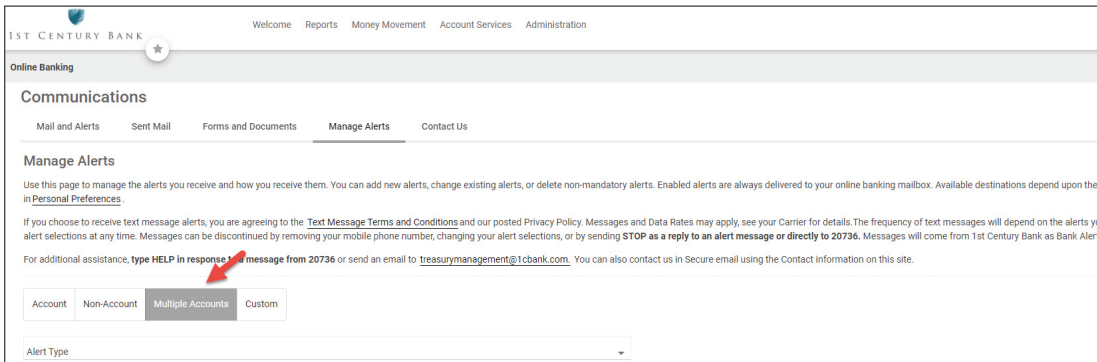 1ST CENTURY BANK
Welcome Reports Money Movement Account Services Administration
Online Banking
Communications
Mail and Alerts Sent Mail Forms and Documents Manage Alerts Contact Us
Manage Alerts
Use this page to manage the alerts you receive and how you receive them. You can add new alerts, change existing alerts, or delete non-mandatory alerts. Enabled alerts are always delivered to your online banking mailbox. Available destinations depend upon the
in Personal Preferences .
If you choose to receive text message alerts, you are agreeing to the Text Message Terms and Conditions and our posted Privacy Policy. Messages and Data Rates may apply, see your Carrier for details.The frequency of text messages will depend on the alerts
alert selections at any time. Messages can be discontinued by removing your mobile phone number, changing your alert selections, or by sending STOP as a reply to an alert message or directly to 20736. Messages will come from 1st Century Bank as Bank
For additional assistance, type HELP in response message from 20736 or send an email to treasurymanagement@1cbank.com. You can also contact us in Secure email using the Contact information on this site.
Account Non-Account Multiple Accounts Custom
Alert Type